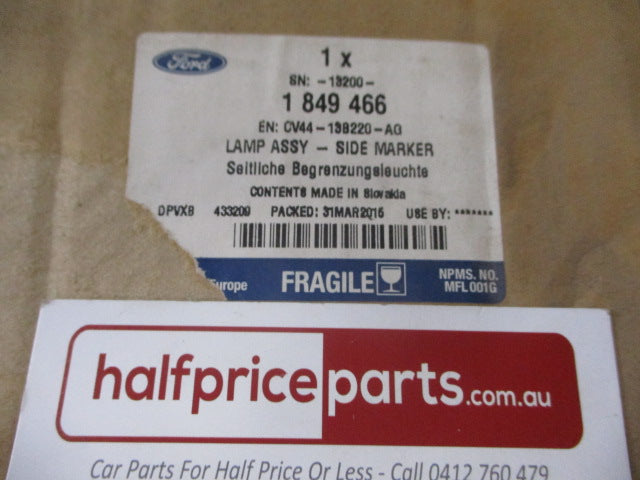 Ford
1 x
SN: -13200-
1 849 466
EN: CV44-13B220-AG
LAMP ASSY - SIDE MARKER
Seitliche Begrenzungsleuchte
CONTENTS MADE IN Slovakia
DPVXB 433209 PACKED: 31MAR2015 USE BY: *******
Europe FRAGILE NPMS. NO.
MFL 001G
halfpriceparts.com.au
Car Parts For Half Price Or Less - Call 0412 760 479